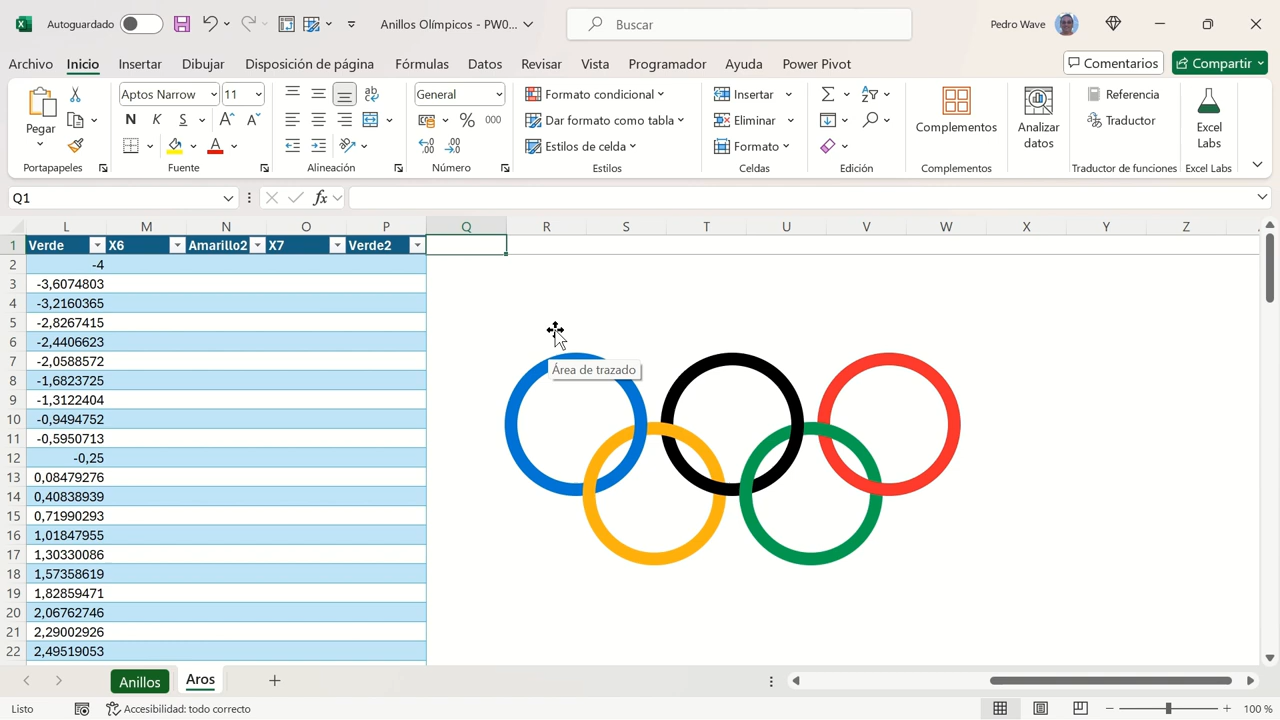 Autoguardado
Anillos Olímpicos - PW0...
Buscar
Pedro Wave
Archivo Inicio Insertar Dibujar Disposición de página Fórmulas Datos Revisar Vista Programador Ayuda Power Pivot
Comentarios
Compartir
Pegar
Portapapeles
Aptos Narrow 11
N K S
Fuente
Alineación
General
% 000
Número
Formato condicional
Dar formato como tabla
Estilos de celda
Estilos
Insertar
Eliminar
Formato
Celdas
Edición
Complementos
Complementos
Analizar
datos
Referencia
Traductor
Traductor de funciones
Excel
Labs
Excel Labs
Q1
fx
L M N O P Q R S T U V W X Y Z
1 Verde X6 Amarillo2 X7 Verde2
2 -4
3 -3,6074803
4 -3,2160365
5 -2,8267415
6 -2,4406623
7 -2,0588572
8 -1,6823725
9 -1,3122404
10 -0,9494752
11 -0,5950713
12 -0,25
13 0,08479276
14 0,40838939
15 0,71990293
16 1,01847955
17 1,30330086
18 1,57358619
19 1,82859471
20 2,06762746
21 2,29002926
22 2,49519053
Área de trazado
Anillos Aros
Listo
Accesibilidad: todo correcto
100 %